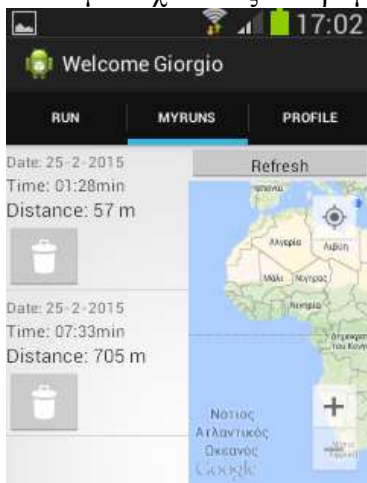 17:02
Welcome Giorgio
RUN
MYRUNS
PROFILE
Date: 25-2-2015
Time: 01:28min
Distance: 57 m
Date: 25-2-2015
Time: 07:33min
Distance: 705 m
Refresh
Αλγερία
Λιβύη
Μάλι
Νίγηρας
Νιγηρία
Νότιος
Ατλαντικός
Ωκεανός
Google